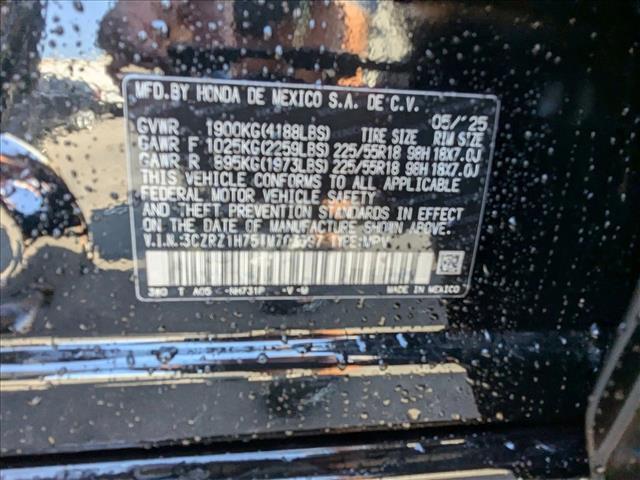 MFD. BY HONDA DE MEXICO S.A. DE C.V.
05/'25
GVWR 1900KG(4188LBS) TIRE SIZE RIM SIZE
GAWR F 1025KG(2259LBS) 225/55R18 98H 18X7.0J
GAWR R 895KG(1973LBS) 225/55R18 98H 18X7.0J
THIS VEHICLE CONFORMS TO ALL APPLICABLE
FEDERAL MOTOR VEHICLE SAFETY
AND THEFT PREVENTION STANDARDS IN EFFECT
ON THE DATE OF MANUFACTURE SHOWN ABOVE.
V.I.N.: TYPE:MPV
3W0 T A05 NH731P -V -M
MADE IN MEXICO